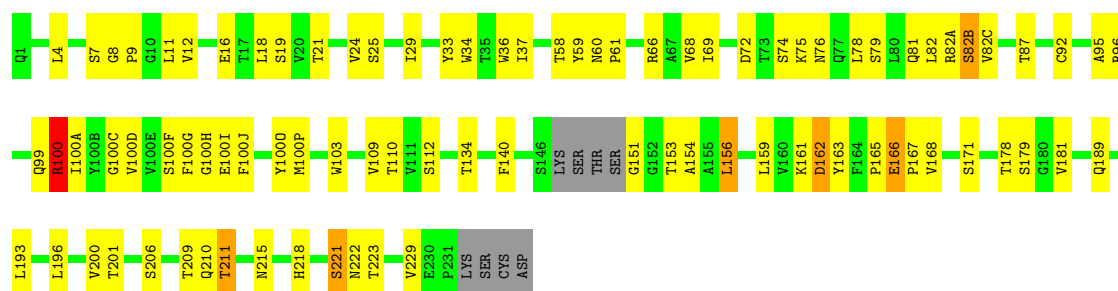 Q1 L4 S7 G8 P9 G10 L11 V12 E16 T17 L18 S19 V20 T21 V24 S25 I29 Y33 W34 T35 W36 I37 T58 Y59 N60 P61 R66 A67 V68 I69 D72 T73 S74 K75 N76 Q77 L78 S79 L80 Q81 L82 R82A S82B V82C T87 C92 A95
Q99 R100 I100A Y100B G100C V100D V100E S100F F100G G100H E100I F100J Y100O M100P W103 V109 T110 V111 S112 T134 F140 S146 LYS SER THR SER G151 G152 T153 A154 A155 L156 L159 V160 K161 D162 Y163 F164 P165 E166 P167 V168 S171 T178 S179 G180 V181 Q189
L193 L196 V200 T201 S206 T209 Q210 T211 N215 H218 S221 N222 T223 V229 E230 P231 LYS SER CYS ASP